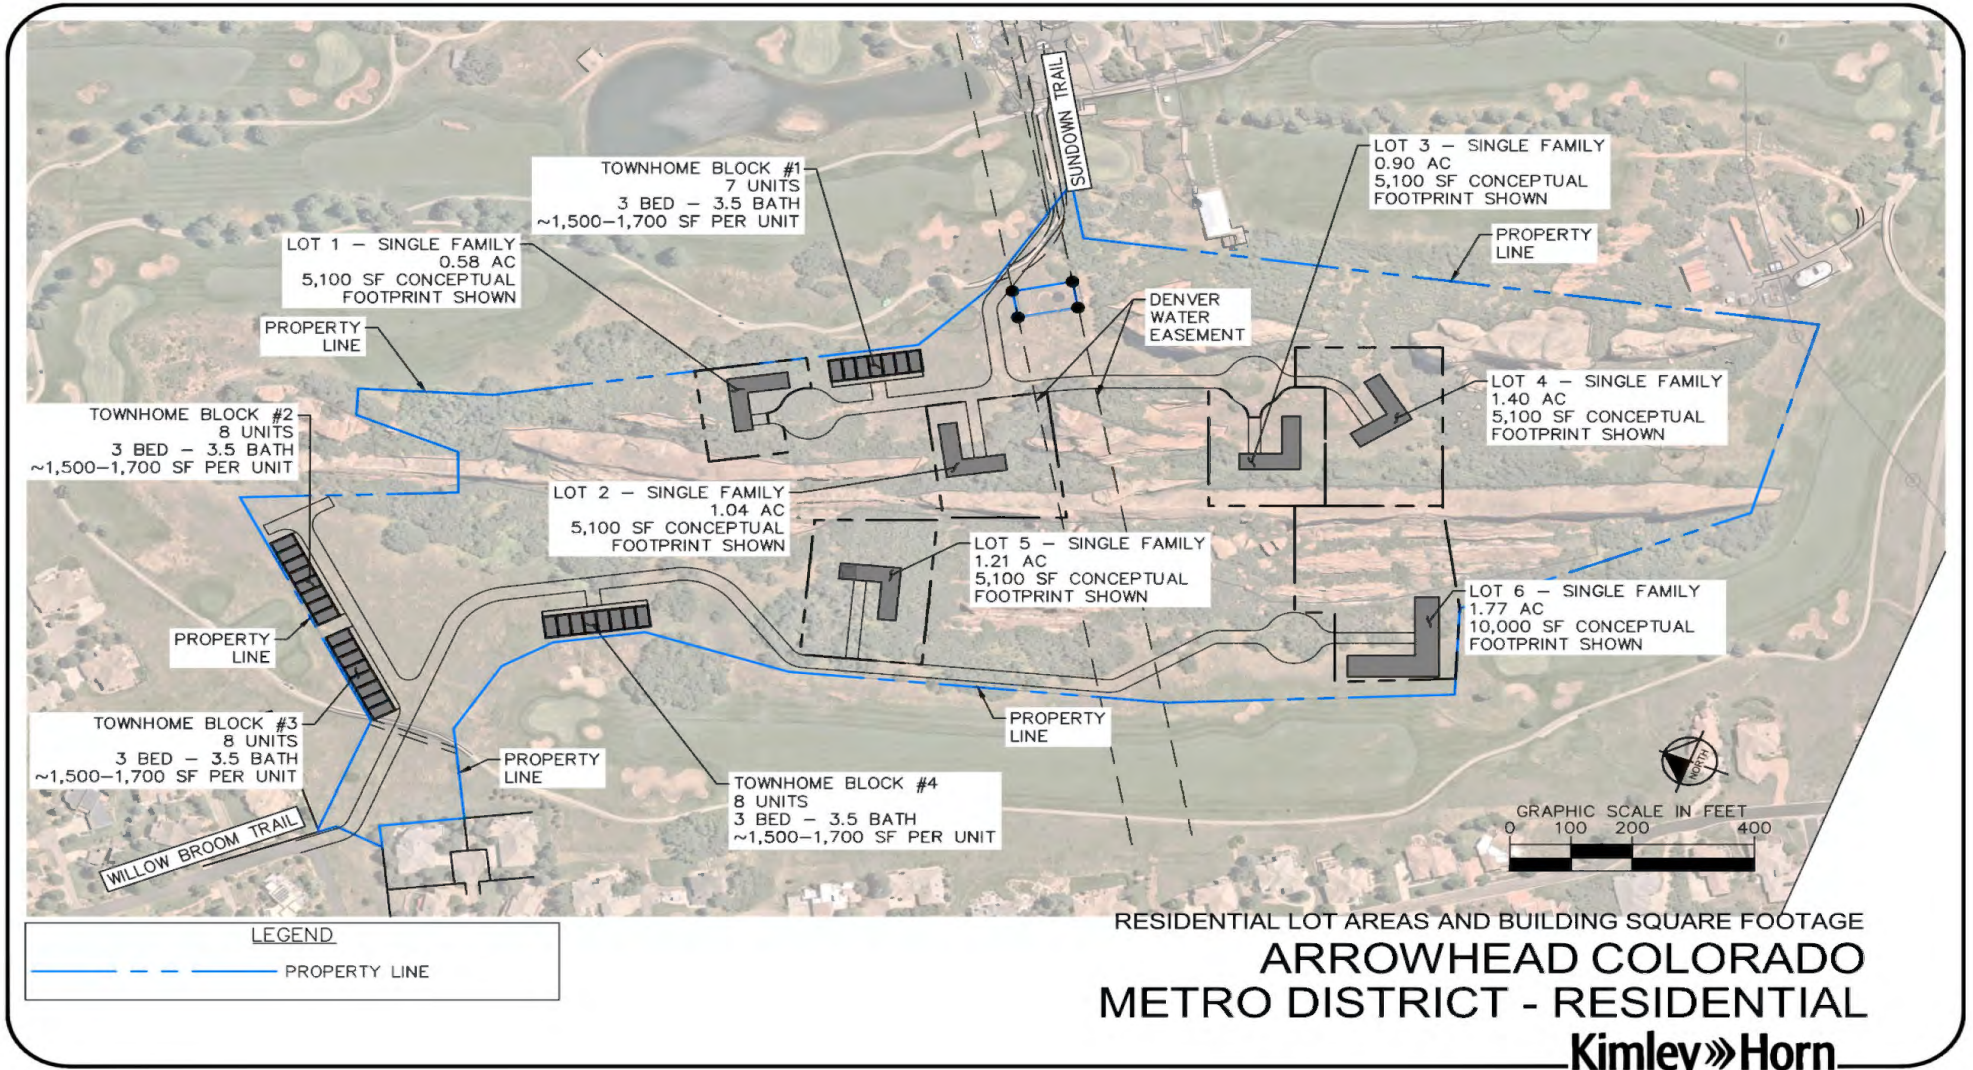 SUNDOWN TRAIL
TOWNHOME BLOCK #1
7 UNITS
3 BED – 3.5 BATH
~1,500–1,700 SF PER UNIT
LOT 3 – SINGLE FAMILY
0.90 AC
5,100 SF CONCEPTUAL
FOOTPRINT SHOWN
LOT 1 – SINGLE FAMILY
0.58 AC
5,100 SF CONCEPTUAL
FOOTPRINT SHOWN
PROPERTY
LINE
DENVER
WATER
EASEMENT
PROPERTY
LINE
LOT 4 – SINGLE FAMILY
1.40 AC
5,100 SF CONCEPTUAL
FOOTPRINT SHOWN
TOWNHOME BLOCK #2
8 UNITS
3 BED – 3.5 BATH
~1,500–1,700 SF PER UNIT
LOT 2 – SINGLE FAMILY
1.04 AC
5,100 SF CONCEPTUAL
FOOTPRINT SHOWN
LOT 5 – SINGLE FAMILY
1.21 AC
5,100 SF CONCEPTUAL
FOOTPRINT SHOWN
LOT 6 – SINGLE FAMILY
1.77 AC
10,000 SF CONCEPTUAL
FOOTPRINT SHOWN
PROPERTY
LINE
TOWNHOME BLOCK #3
8 UNITS
3 BED – 3.5 BATH
~1,500–1,700 SF PER UNIT
PROPERTY
LINE
PROPERTY
LINE
TOWNHOME BLOCK #4
8 UNITS
3 BED – 3.5 BATH
~1,500–1,700 SF PER UNIT
NORTH
GRAPHIC SCALE IN FEET
0 100 200 400
WILLOW BROOM TRAIL
LEGEND
PROPERTY LINE
RESIDENTIAL LOT AREAS AND BUILDING SQUARE FOOTAGE
ARROWHEAD COLORADO
METRO DISTRICT - RESIDENTIAL
Kimley»Horn